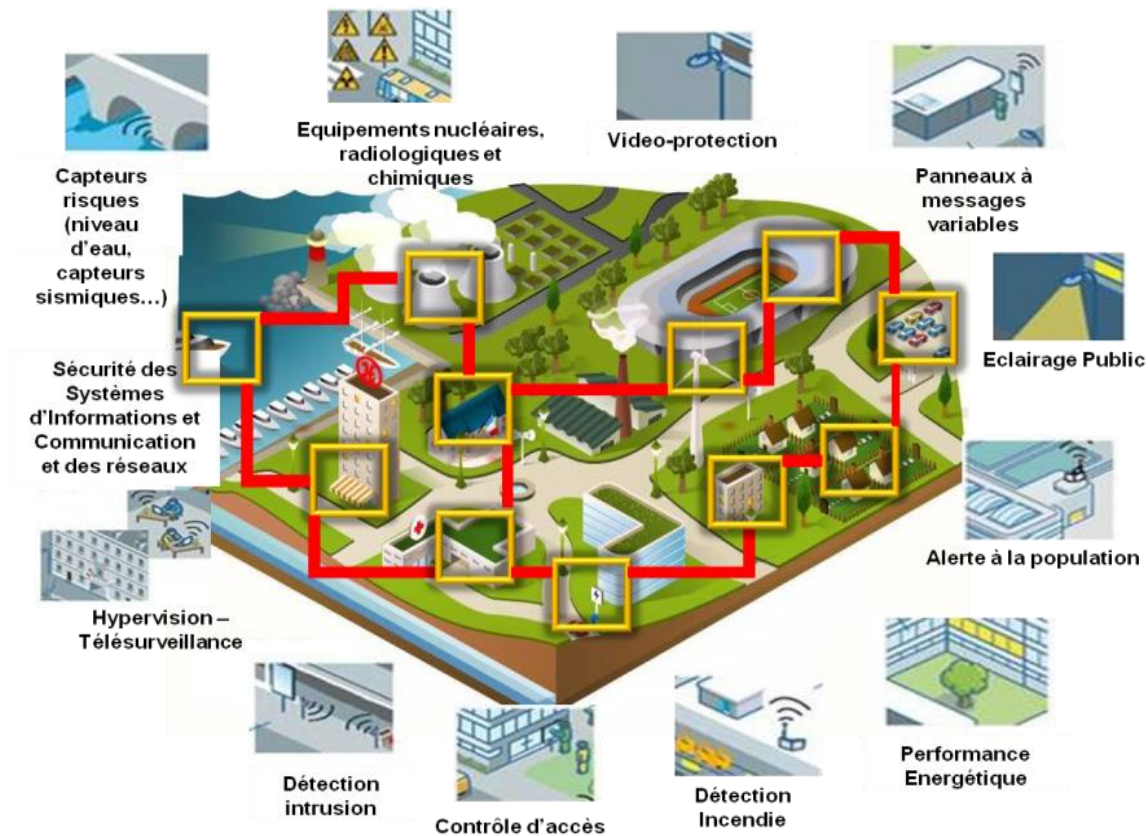 Equipements nucléaires,
radiologiques et
chimiques
Video-protection
Capteurs
risques
(niveau
d'eau,
capteurs
sismiques…)
Panneaux à
messages
variables
Eclairage Public
Sécurité des
Systèmes
d'Informations et
Communication
et des réseaux
Alerte à la population
Hypervision –
Télésurveillance
Performance
Energétique
Détection
intrusion
Contrôle d'accès
Détection
Incendie